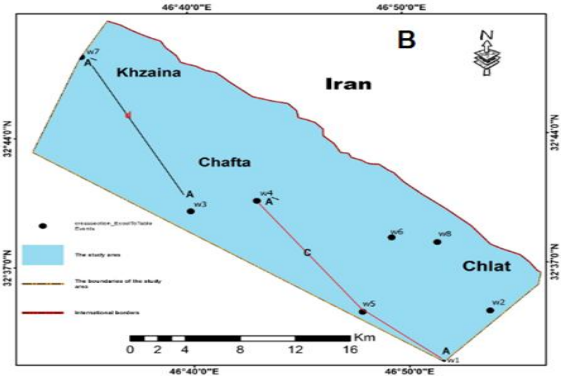 46°40'0"E 46°50'0"E
B
N
w7
A`
Khzaina
Iran
d
32°44'0"N 32°44'0"N
Chafta
A
w4
A`
w3
w6 w8
C
Events
Chlat
The study area
32°37'0"N 32°37'0"N
w5
w2
The boundaries of the study
area
International borders
A
w1
Km
0 2 4 8 12 16
46°40'0"E 46°50'0"E